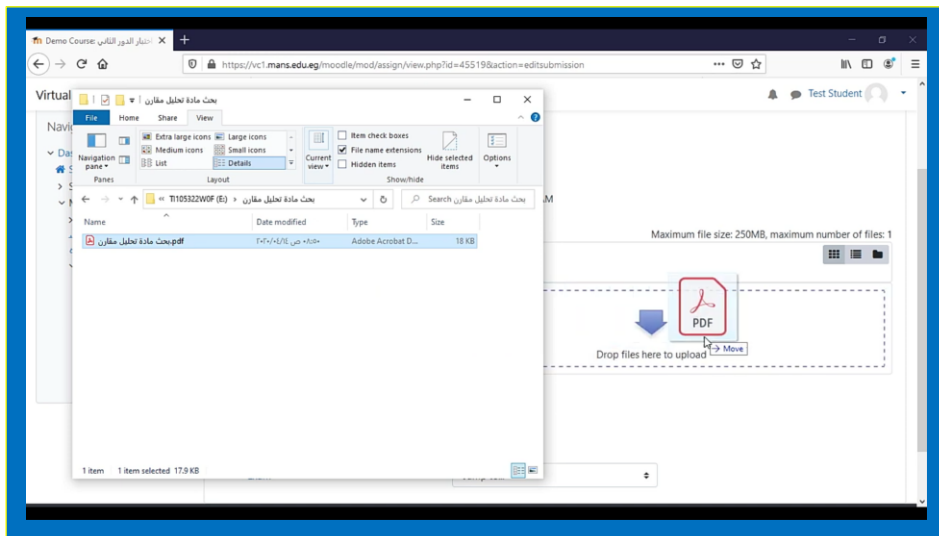 Demo Course: اختبار الدور الثاني
https://vc1.mans.edu.eg/moodle/mod/assign/view.php?id=45519&action=editsubmission
Virtual
Test Student
بحث مادة تحليل مقارن
File Home Share View
Navigation pane
Extra large icons Large icons
Medium icons Small icons
List Details
Current view
Item check boxes
File name extensions
Hidden items
Hide selected items
Options
Panes Layout Show/hide
« TI105322W0F (E:) › بحث مادة تحليل مقارن
Search بحث مادة تحليل مقارن
Name Date modified Type Size
بحث مادة تحليل مقارن.pdf
Adobe Acrobat D... 18 KB
Maximum file size: 250MB, maximum number of files: 1
PDF
Move
Drop files here to upload
1 item 1 item selected 17.9 KB